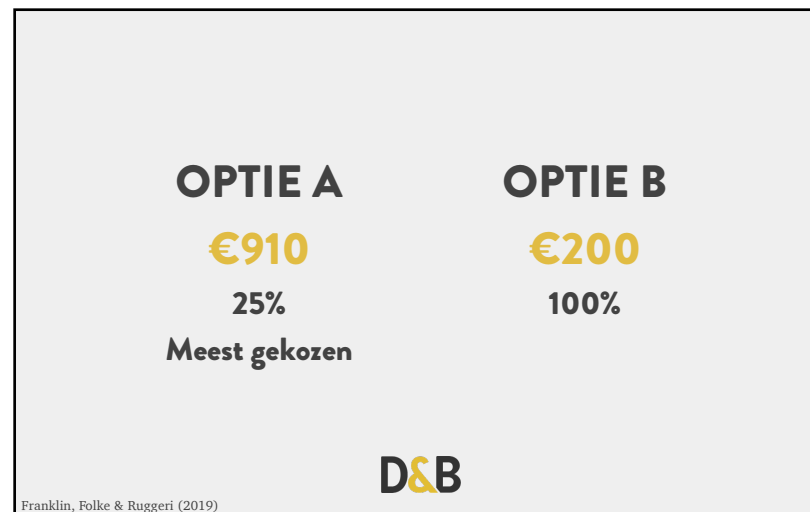 OPTIE A
€910
25%
Meest gekozen
OPTIE B
€200
100%
D&B
Franklin, Folke & Ruggeri (2019)